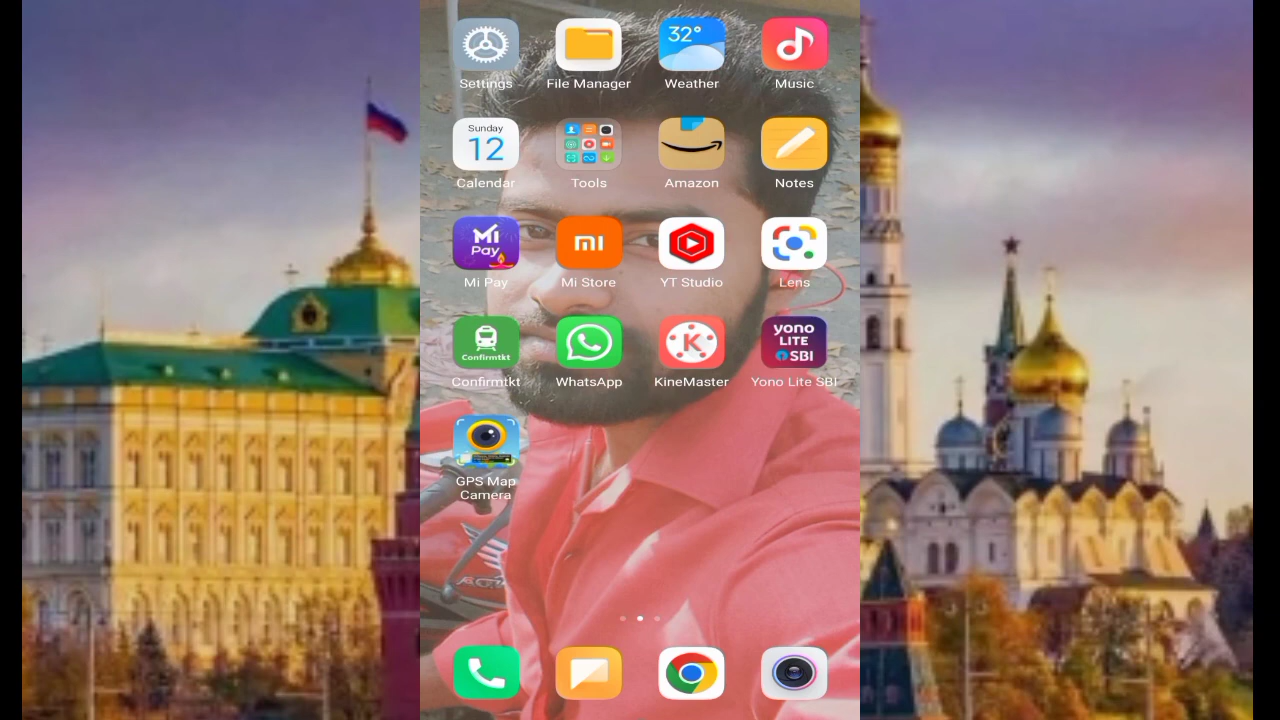 32°
Settings
File Manager
Weather
Music
Sunday
12
Calendar
Tools
Amazon
Notes
Mi
Pay
mi
Mi Pay
Mi Store
YT Studio
Lens
Confirmtkt
K
yono
LITE
SBI
Confirmtkt
WhatsApp
KineMaster
Yono Lite SBI
GPS Map
Camera